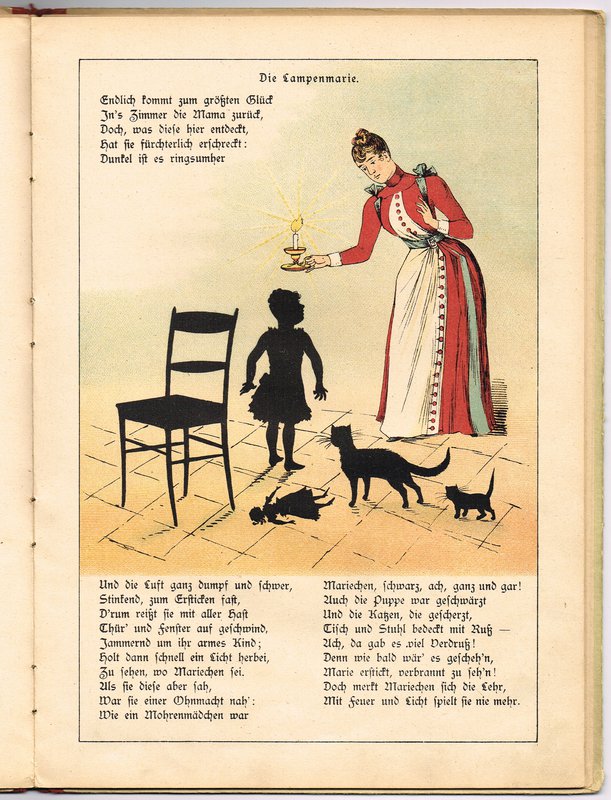 Die Lampenmarie.
Endlich kommt zum größten Glück
In's Zimmer die Mama zurück,
Doch, was diese hier entdeckt,
Hat sie fürchterlich erschreckt:
Dunkel ist es ringsumher
Und die Luft ganz dumpf und schwer,
Stinkend, zum Ersticken fast,
D'rum reißt sie mit aller Hast
Thür' und Fenster auf geschwind,
Jammernd um ihr armes Kind;
Holt dann schnell ein Licht herbei,
Zu sehen, wo Mariechen sei.
Als sie diese aber sah,
War sie einer Ohnmacht nah':
Wie ein Mohrenmädchen war
Mariechen, schwarz, ach, ganz und gar!
Auch die Puppe war geschwärzt
Und die Katzen, die gescherzt,
Tisch und Stuhl bedeckt mit Ruß —
Ach, da gab es viel Verdruß!
Denn wie bald wär' es gescheh'n,
Marie erstickt, verbrannt zu seh'n!
Doch merkt Mariechen sich die Lehr,
Mit Feuer und Licht spielt sie nie mehr.